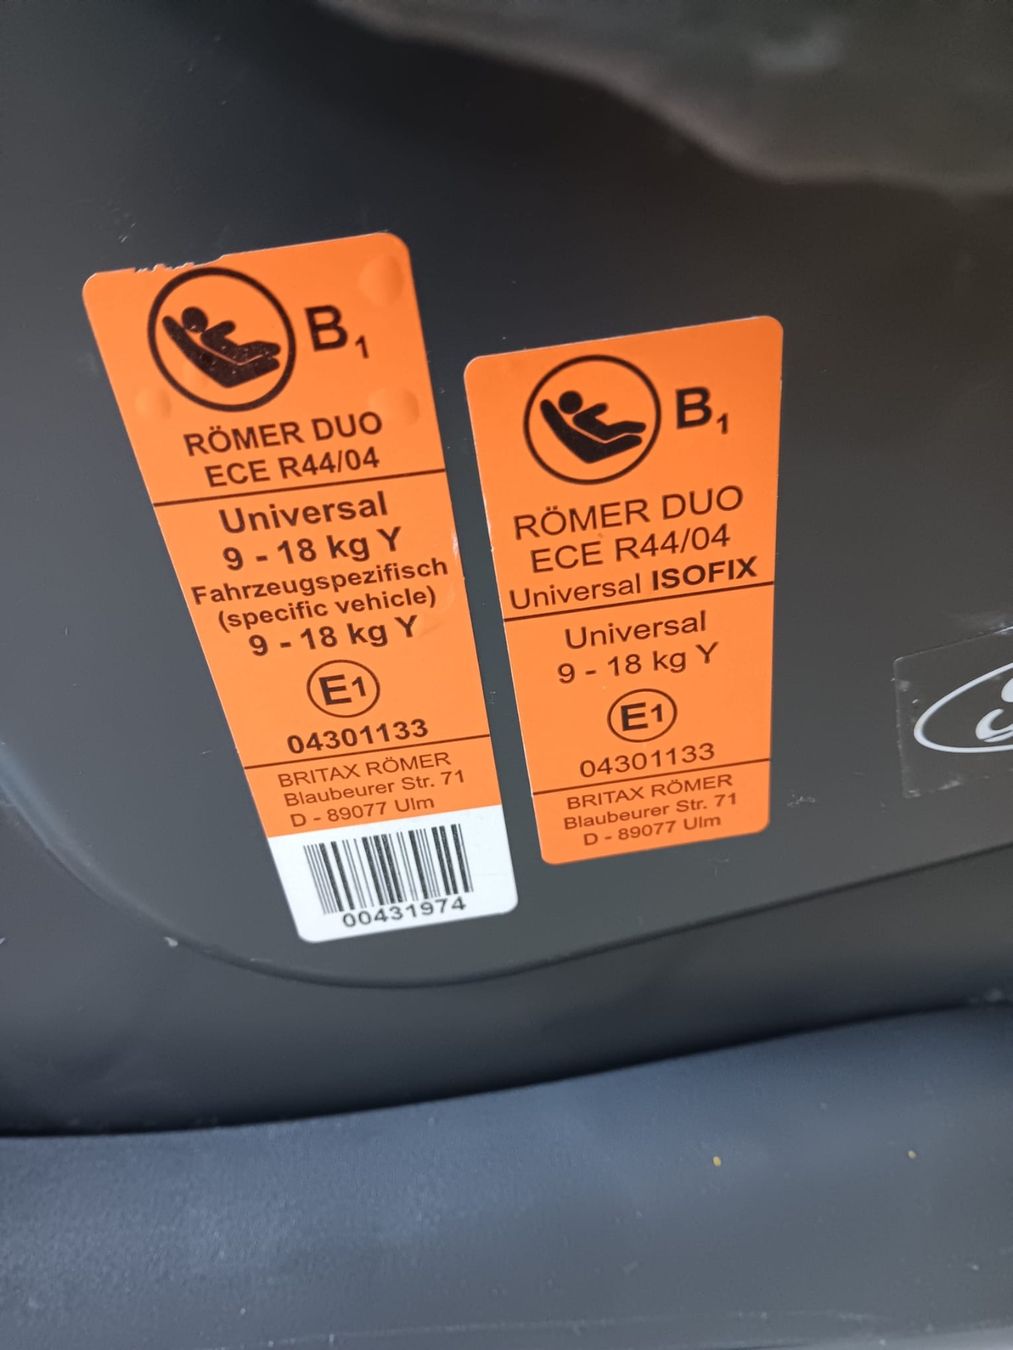 B1
RÖMER DUO
ECE R44/04
Universal
9 - 18 kg Y
Fahrzeugspezifisch
(specific vehicle)
9 - 18 kg Y
E1
04301133
BRITAX RÖMER
Blaubeurer Str. 71
D - 89077 Ulm
00431974
B1
RÖMER DUO
ECE R44/04
Universal ISOFIX
Universal
9 - 18 kg Y
E1
04301133
BRITAX RÖMER
Blaubeurer Str. 71
D - 89077 Ulm